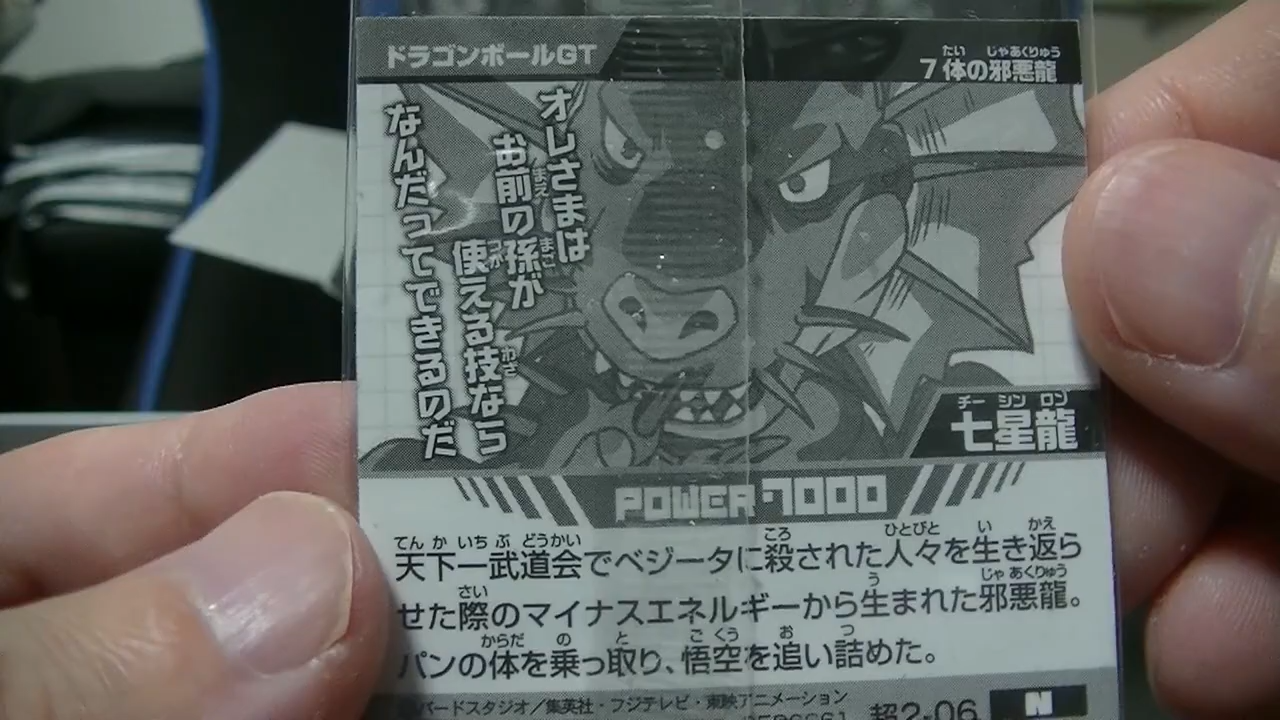 ドラゴンボールGT
7体の邪悪龍
たい じゃあくりゅう
オレさまは
お前の孫が
まえ まご
使える技なら
つか わざ
なんだってできるのだ
チー シン ロン
七星龍
POWER 7000
てんかいちぶどうかい ころ ひとびと い かえ
天下一武道会でベジータに殺された人々を生き返ら
さい う じゃあくりゅう
せた際のマイナスエネルギーから生まれた邪悪龍。
からだ の と ごくう お つ
パンの体を乗っ取り、悟空を追い詰めた。
バードスタジオ/集英社・フジテレビ・東映アニメーション
超2-06
N